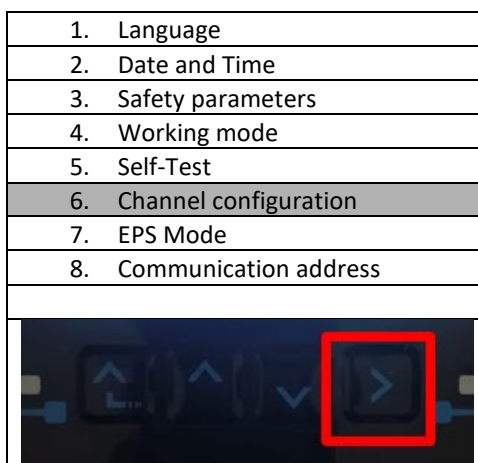 1. Language
2. Date and Time
3. Safety parameters
4. Working mode
5. Self-Test
6. Channel configuration
7. EPS Mode
8. Communication address